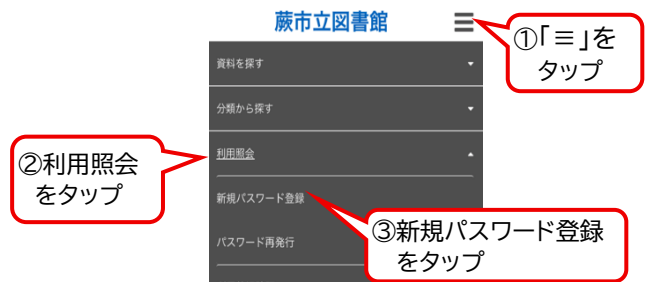 蕨市立図書館
①「≡」を
タップ
資料を探す
分類から探す
②利用照会
をタップ
利用照会
新規パスワード登録
③新規パスワード登録
をタップ
パスワード再発行